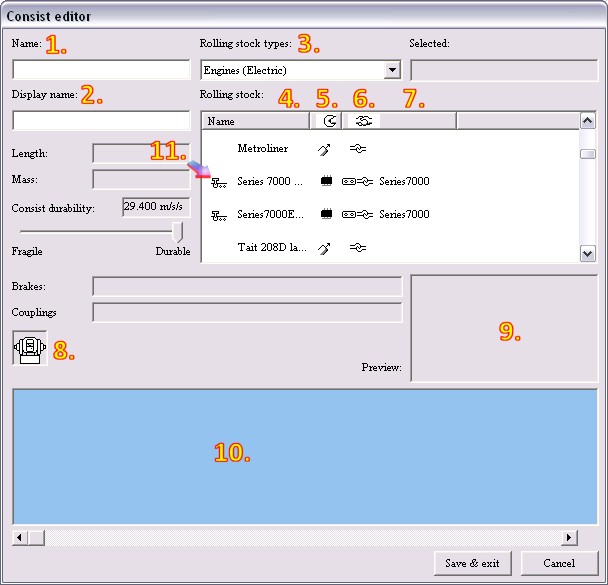 Consist editor
Name: 1.
Rolling stock types: 3.
Selected:
Engines (Electric)
Display name: 2.
Rolling stock: 4. 5. 6. 7.
Name
Length:
Metroliner
11.
Mass:
Series 7000 ... Series7000
Consist durability: 29.400 m/s/s
Series7000E... Series7000
Fragile Durable
Tait 208D la...
Brakes:
Couplings
8.
9.
Preview:
10.
Save & exit
Cancel